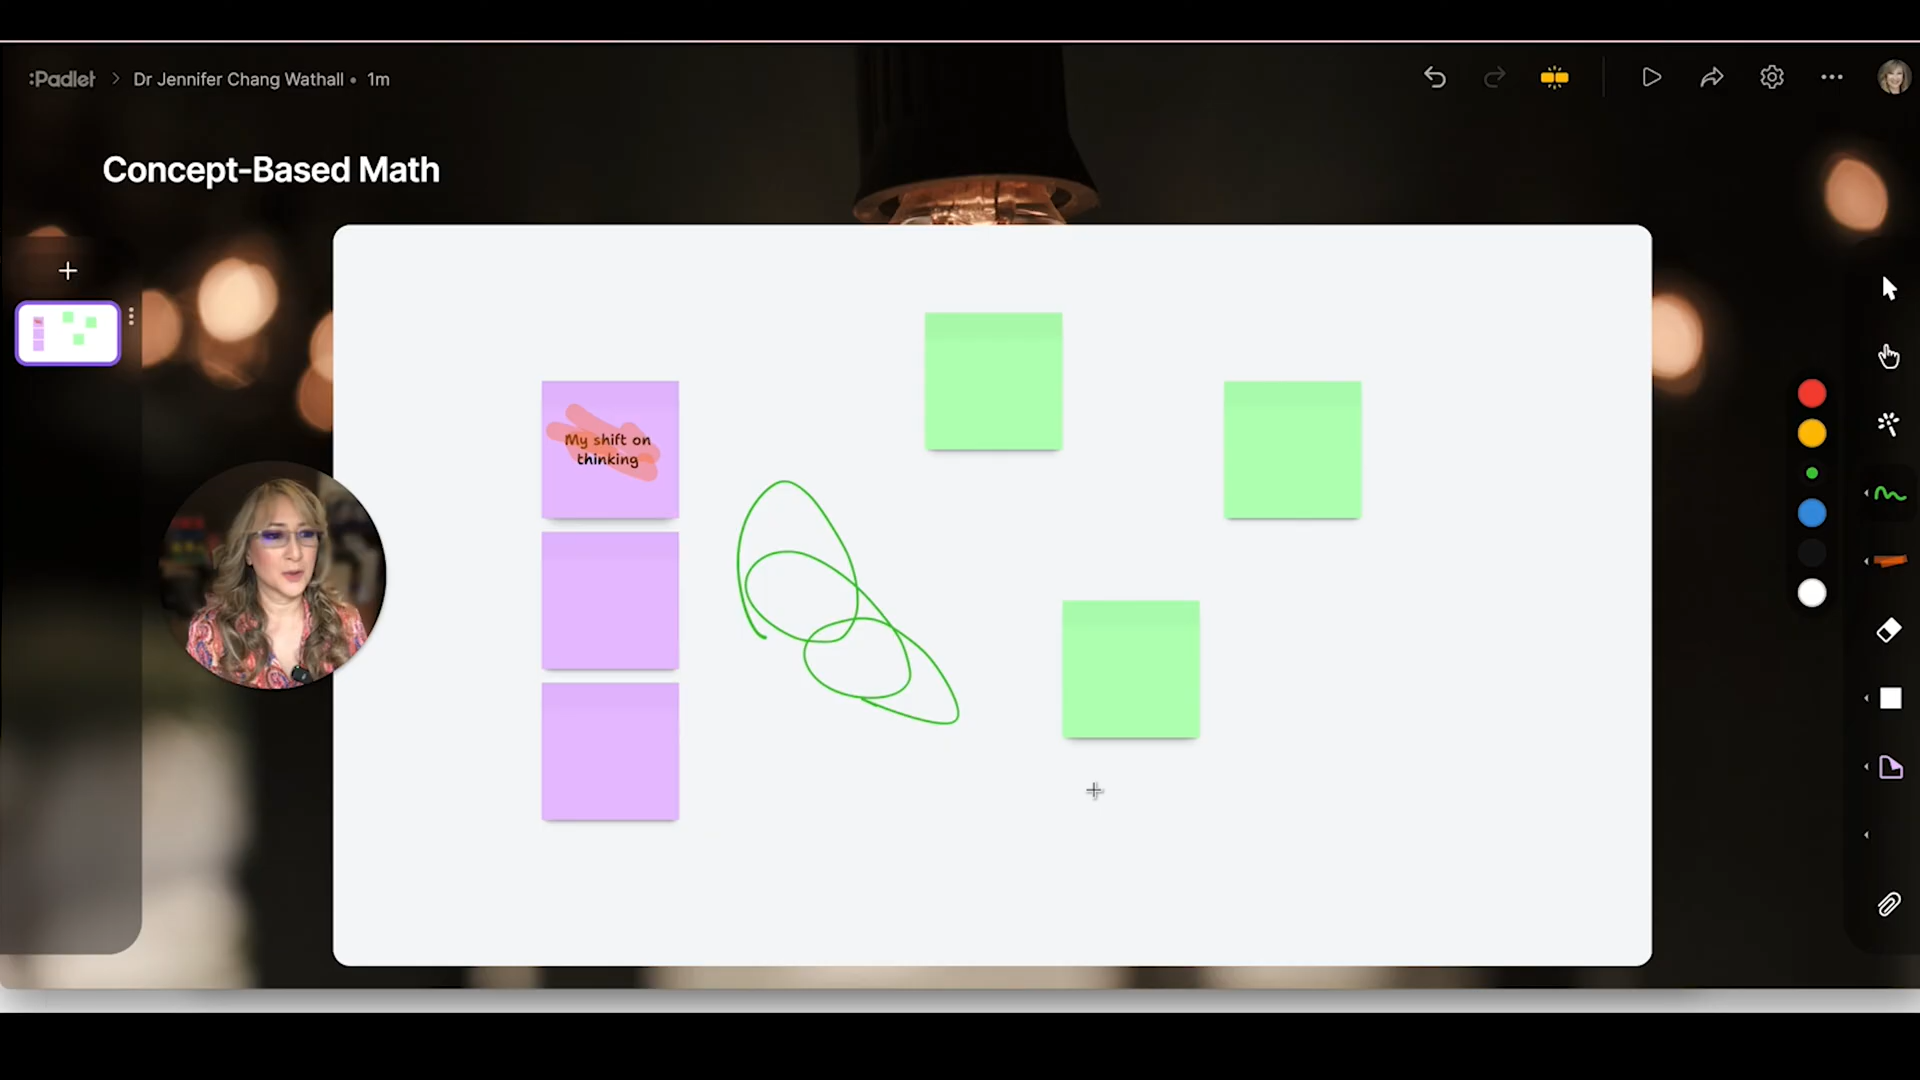 :Padlet > Dr Jennifer Chang Wathall • 1m
Concept-Based Math
My shift on
thinking